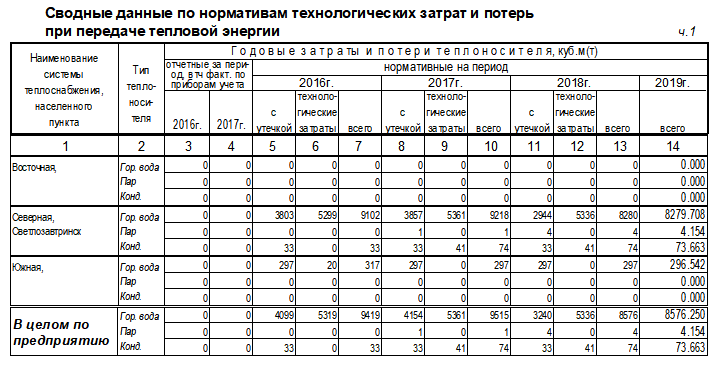 Сводные данные по нормативам технологических затрат и потерь
при передаче тепловой энергии ч.1
Наименование системы теплоснабжения, населенного пункта
Тип тепло-носи-теля
Годовые затраты и потери теплоносителя, куб.м(т)
отчетные за пери-од, в тч факт. по приборам учета
нормативные на период
2016г. 2017г. 2018г. 2019г.
2016г. 2017г. с утечкой техноло-гические затраты всего с утечкой техноло-гические затраты всего с утечкой техноло-гические затраты всего всего
1 2 3 4 5 6 7 8 9 10 11 12 13 14
Восточная, Гор. вода 0 0 0 0 0 0 0 0 0 0 0 0.000
Пар 0 0 0 0 0 0 0 0 0 0 0 0.000
Конд. 0 0 0 0 0 0 0 0 0 0 0 0.000
Северная, Гор. вода 0 0 3803 5299 9102 3857 5361 9218 2944 5336 8280 8279.708
Светлозавтринск Пар 0 0 0 0 0 1 0 1 4 0 4 4.154
Конд. 0 0 33 0 33 33 41 74 33 41 74 73.663
Южная, Гор. вода 0 0 297 20 317 297 0 297 297 0 297 296.542
Пар 0 0 0 0 0 0 0 0 0 0 0 0.000
Конд. 0 0 0 0 0 0 0 0 0 0 0 0.000
В целом по Гор. вода 0 0 4099 5319 9419 4154 5361 9515 3240 5336 8576 8576.250
предприятию Пар 0 0 0 0 0 1 0 1 4 0 4 4.154
Конд. 0 0 33 0 33 33 41 74 33 41 74 73.663